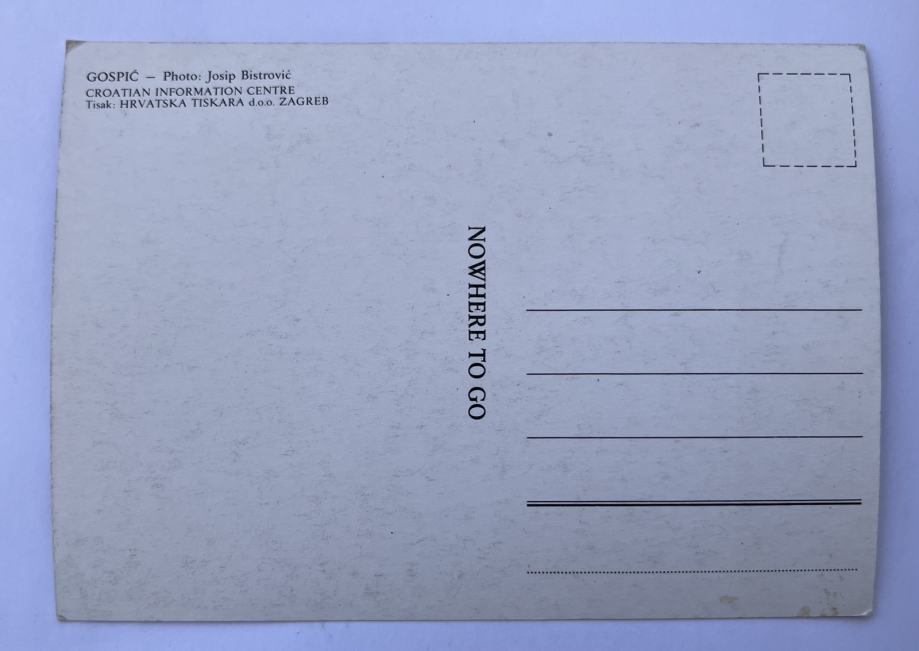 GOSPIĆ — Photo: Josip Bistrović
CROATIAN INFORMATION CENTRE
Tisak: HRVATSKA TISKARA d.o.o. ZAGREB
NOWHERE TO GO